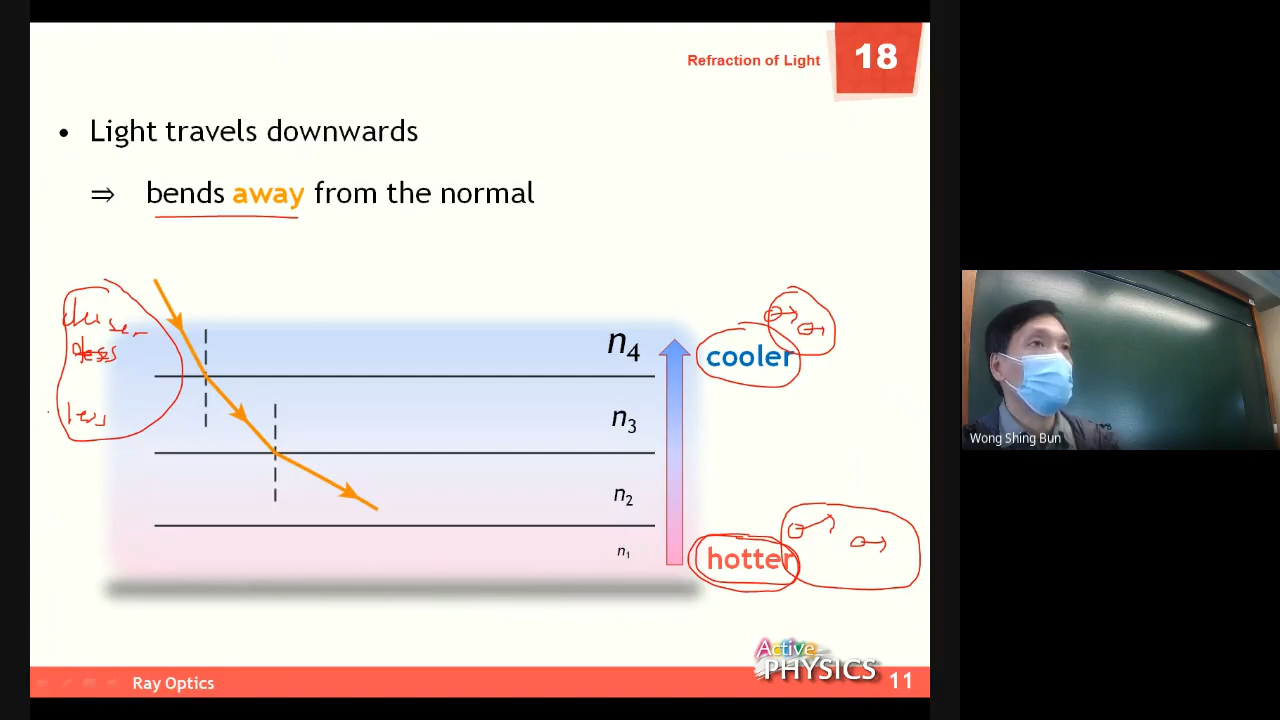 Refraction of Light
18
• Light travels downwards
⇒ bends away from the normal
denser
less
less
n4
n3
n2
n1
cooler
hotter
Wong Shing Bun
Ray Optics
Active
PHYSICS
11